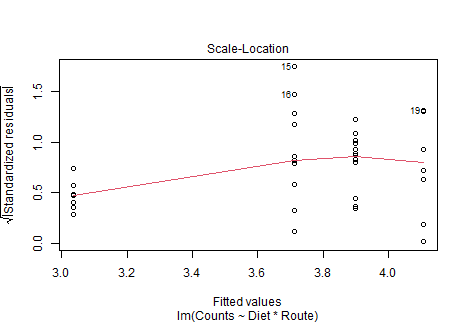 Scale-Location
√|Standardized residuals|
0.0 0.5 1.0 1.5
15
16
19
3.0 3.2 3.4 3.6 3.8 4.0
Fitted values
lm(Counts ~ Diet * Route)